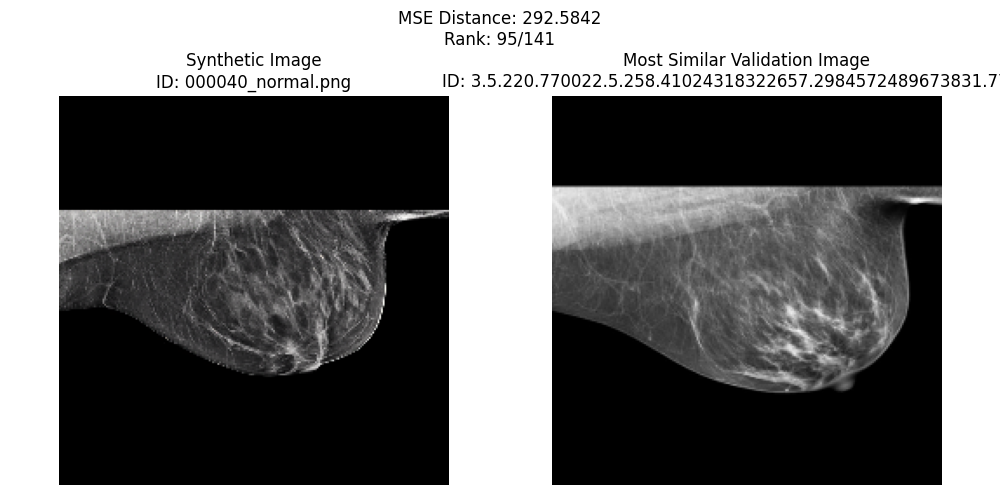 MSE Distance: 292.5842
Rank: 95/141
Synthetic Image
ID: 000040_normal.png
Most Similar Validation Image
ID: 3.5.220.770022.5.258.41024318322657.2984572489673831.7